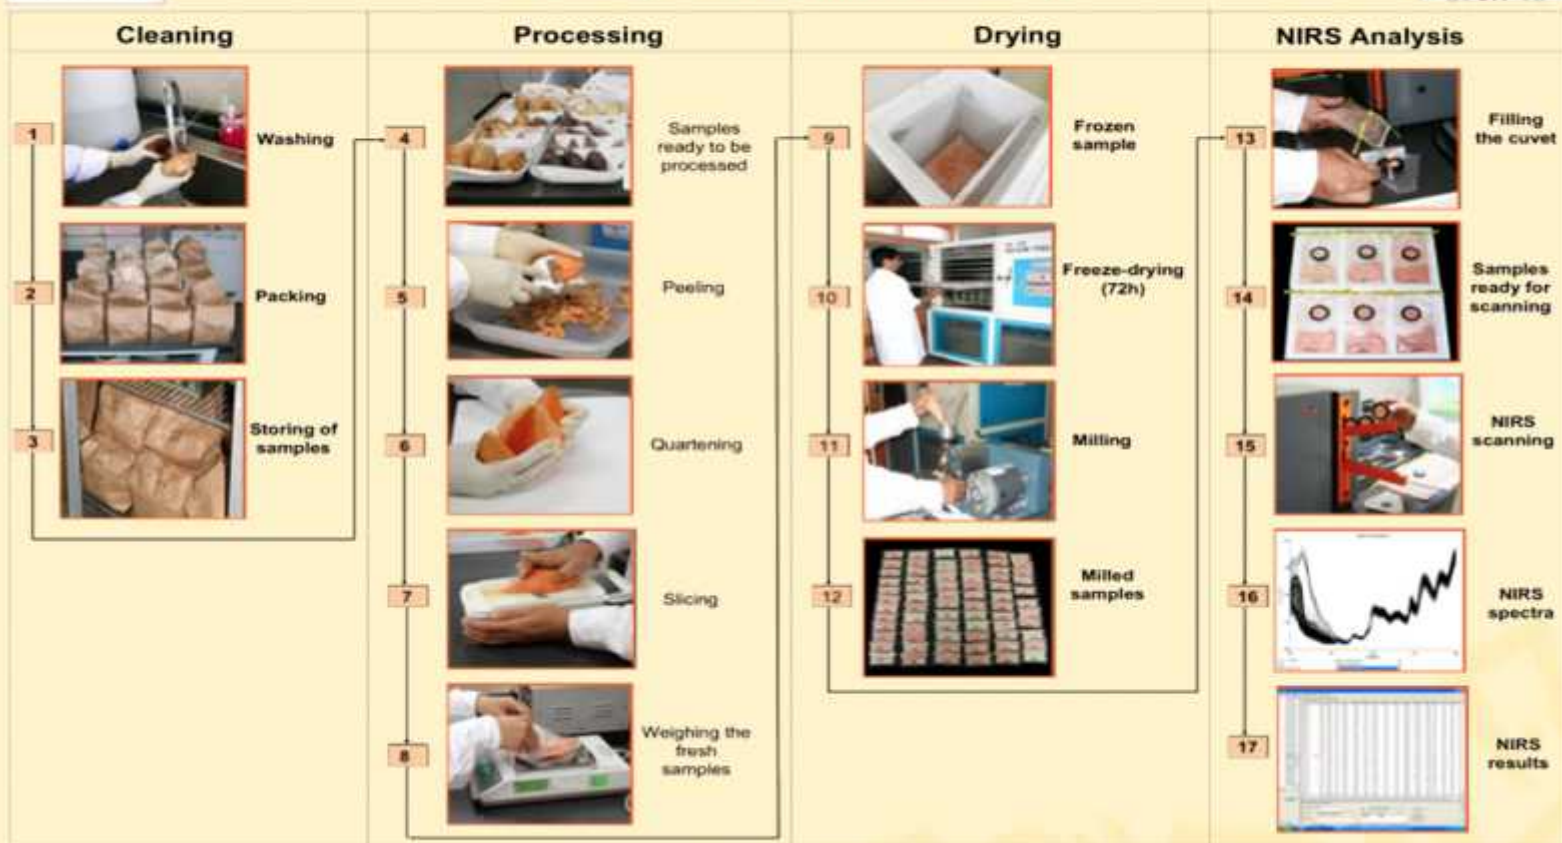 Cleaning
1
Washing
2
Packing
3
Storing of
samples
Processing
4
Samples
ready to be
processed
5
Peeling
6
Quartening
7
Slicing
8
Weighing the
fresh
samples
Drying
9
Frozen
sample
10
Freeze-drying
(72h)
11
Milling
12
Milled
samples
NIRS Analysis
13
Filling
the cuvet
14
Samples
ready for
scanning
15
NIRS
scanning
16
NIRS
spectra
17
NIRS
results